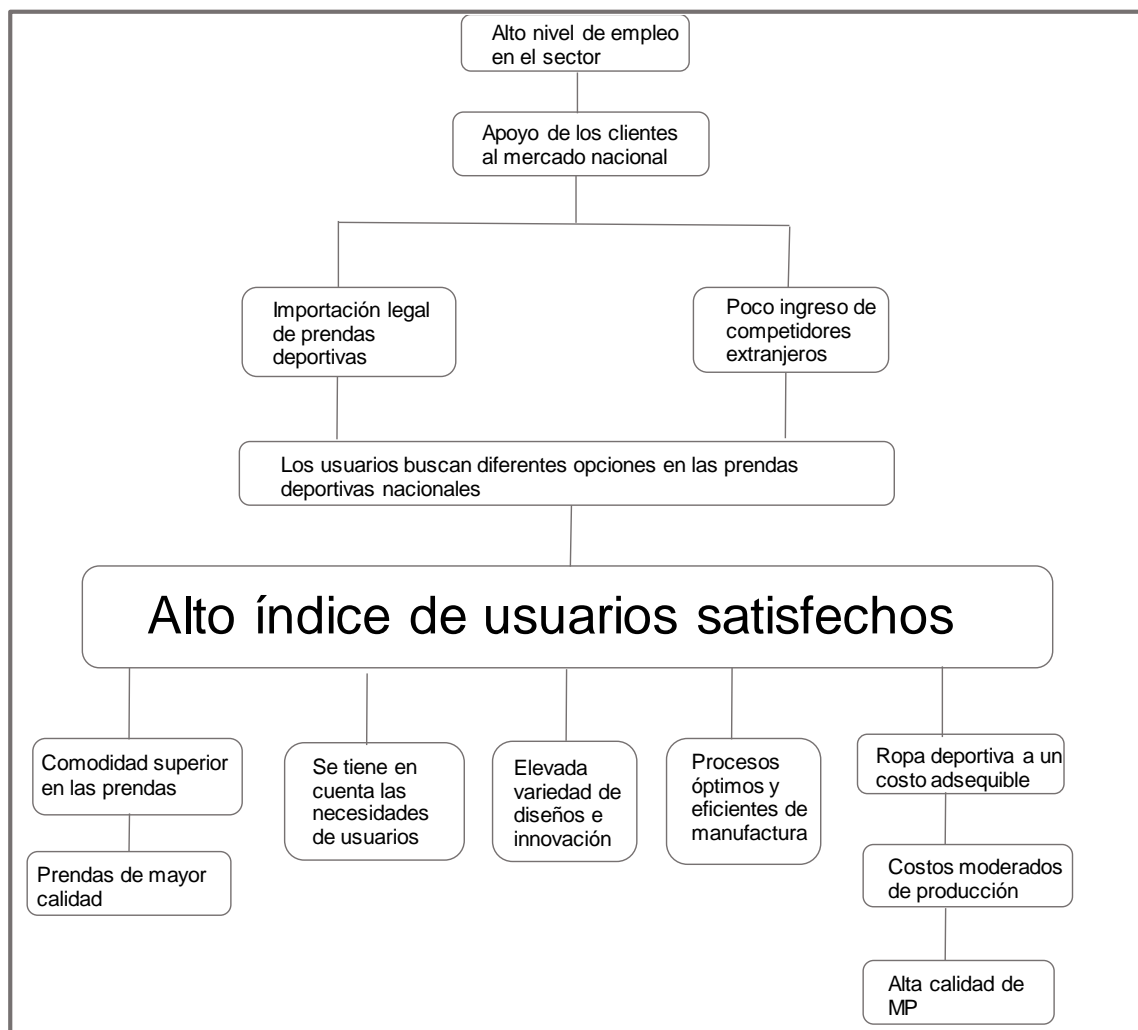 Alto nivel de empleo
en el sector
Apoyo de los clientes
al mercado nacional
Importación legal
de prendas
deportivas
Poco ingreso de
competidores
extranjeros
Los usuarios buscan diferentes opciones en las prendas
deportivas nacionales
Alto índice de usuarios satisfechos
Comodidad superior
en las prendas
Prendas de mayor
calidad
Se tiene en
cuenta las
necesidades
de usuarios
Elevada
variedad de
diseños e
innovación
Procesos
óptimos y
eficientes de
manufactura
Ropa deportiva a un
costo adsequible
Costos moderados
de producción
Alta calidad de
MP